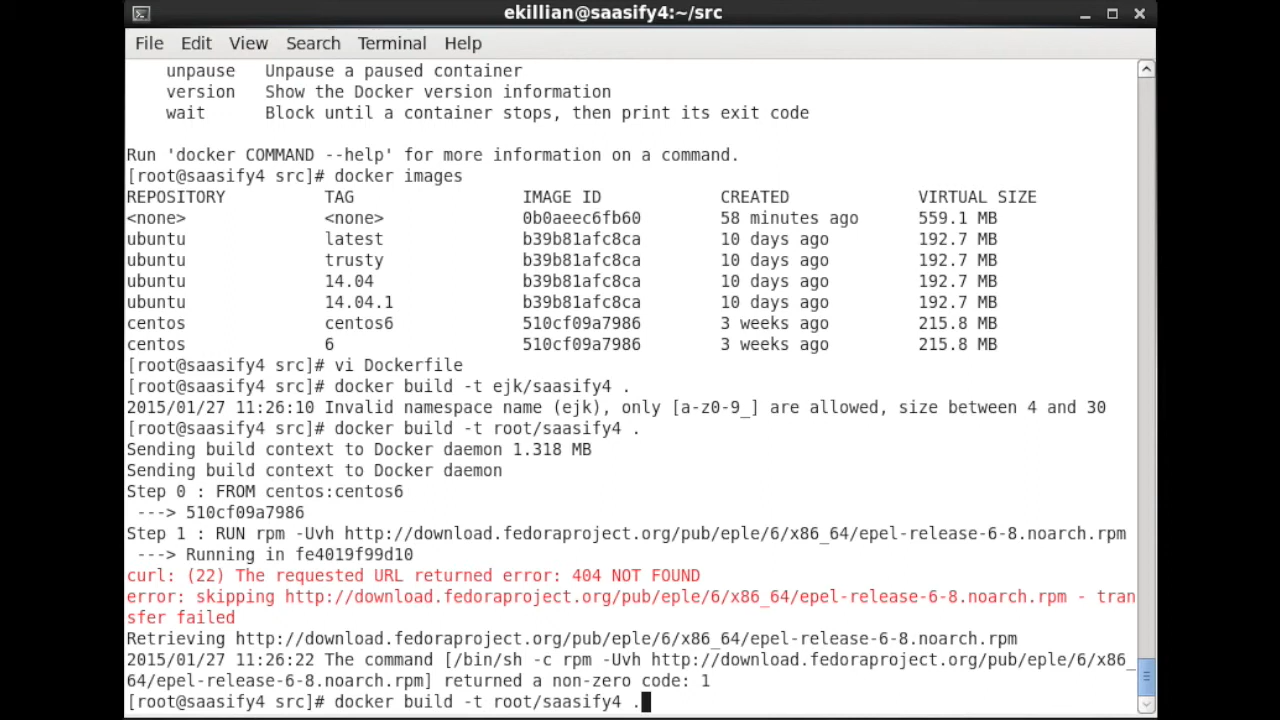 ekillian@saasify4:~/src
File Edit View Search Terminal Help
unpause Unpause a paused container
version Show the Docker version information
wait Block until a container stops, then print its exit code
Run 'docker COMMAND --help' for more information on a command.
[root@saasify4 src]# docker images
REPOSITORY TAG IMAGE ID CREATED VIRTUAL SIZE
<none> <none> 0b0aeec6fb60 58 minutes ago 559.1 MB
ubuntu latest b39b81afc8ca 10 days ago 192.7 MB
ubuntu trusty b39b81afc8ca 10 days ago 192.7 MB
ubuntu 14.04 b39b81afc8ca 10 days ago 192.7 MB
ubuntu 14.04.1 b39b81afc8ca 10 days ago 192.7 MB
centos centos6 510cf09a7986 3 weeks ago 215.8 MB
centos 6 510cf09a7986 3 weeks ago 215.8 MB
[root@saasify4 src]# vi Dockerfile
[root@saasify4 src]# docker build -t ejk/saasify4 .
2015/01/27 11:26:10 Invalid namespace name (ejk), only [a-z0-9_] are allowed, size between 4 and 30
[root@saasify4 src]# docker build -t root/saasify4 .
Sending build context to Docker daemon 1.318 MB
Sending build context to Docker daemon
Step 0 : FROM centos:centos6
---> 510cf09a7986
Step 1 : RUN rpm -Uvh http://download.fedoraproject.org/pub/eple/6/x86_64/epel-release-6-8.noarch.rpm
---> Running in fe4019f99d10
curl: (22) The requested URL returned error: 404 NOT FOUND
error: skipping http://download.fedoraproject.org/pub/eple/6/x86_64/epel-release-6-8.noarch.rpm - tran
sfer failed
Retrieving http://download.fedoraproject.org/pub/eple/6/x86_64/epel-release-6-8.noarch.rpm
2015/01/27 11:26:22 The command [/bin/sh -c rpm -Uvh http://download.fedoraproject.org/pub/eple/6/x86_
64/epel-release-6-8.noarch.rpm] returned a non-zero code: 1
[root@saasify4 src]# docker build -t root/saasify4 .